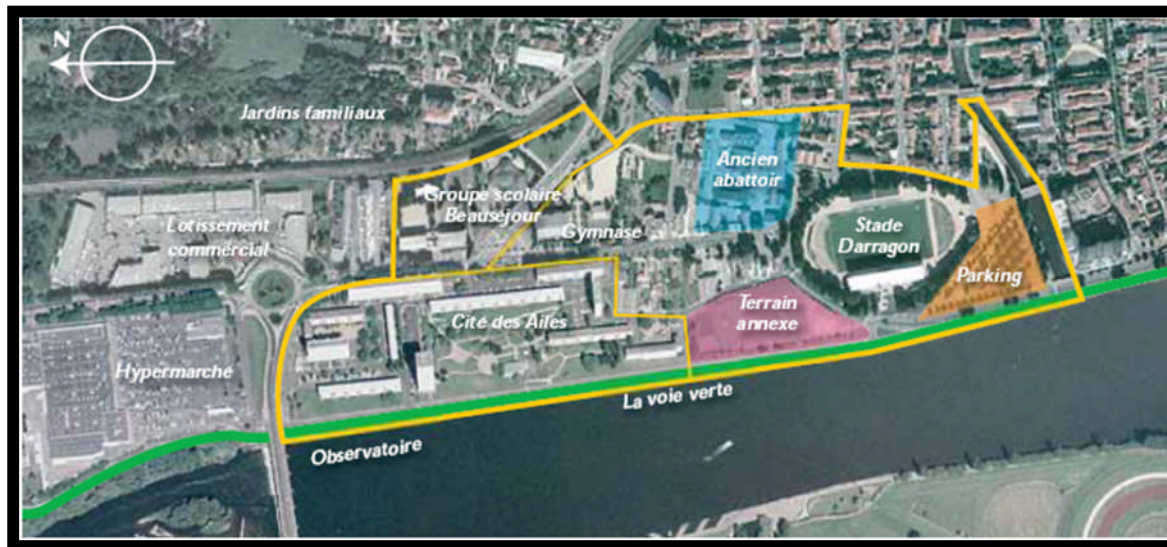 N
Jardins familiaux
Ancien
abattoir
Groupe scolaire
Beauséjour
Lotissement
commercial
Gymnase
Stade
Darragon
Parking
Terrain
annexe
Cité des Ailes
Hypermarché
La voie verte
Observatoire